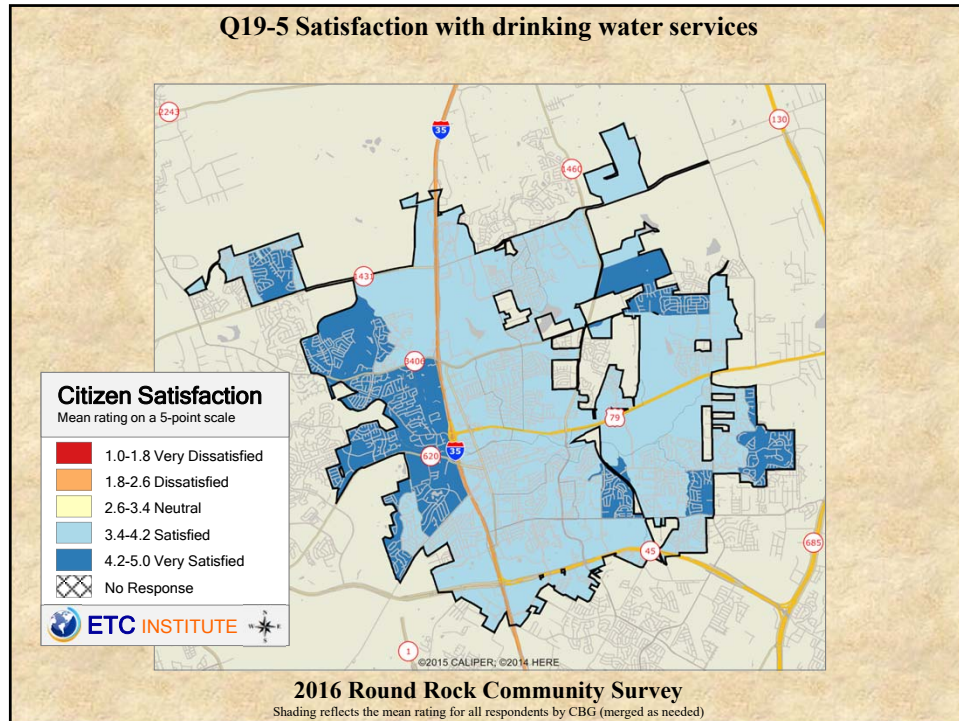 Q19-5 Satisfaction with drinking water services
2243
35
130
1460
1431
3406
79
620
35
45
685
1
Citizen Satisfaction
Mean rating on a 5-point scale
1.0-1.8 Very Dissatisfied
1.8-2.6 Dissatisfied
2.6-3.4 Neutral
3.4-4.2 Satisfied
4.2-5.0 Very Satisfied
No Response
ETC INSTITUTE
N
W E
S
©2015 CALIPER; ©2014 HERE
2016 Round Rock Community Survey
Shading reflects the mean rating for all respondents by CBG (merged as needed)